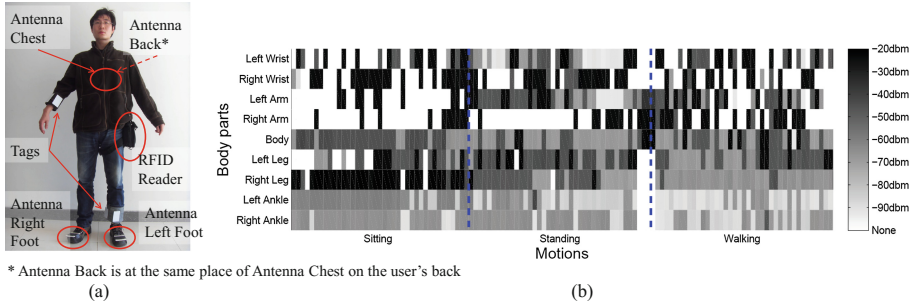 Antenna
Chest
Antenna
Back*
Tags
RFID
Reader
Antenna
Right
Foot
Antenna
Left Foot
Body parts
Left Wrist
Right Wrist
Left Arm
Right Arm
Body
Left Leg
Right Leg
Left Ankle
Right Ankle
Sitting
Standing
Walking
Motions
−20dbm
−30dbm
−40dbm
−50dbm
−60dbm
−70dbm
−80dbm
−90dbm
None
* Antenna Back is at the same place of Antenna Chest on the user's back
(a)
(b)